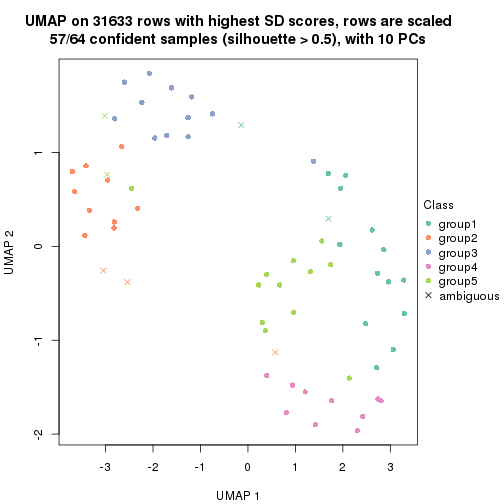 UMAP on 31633 rows with highest SD scores, rows are scaled
57/64 confident samples (silhouette > 0.5), with 10 PCs
UMAP 2
1
0
-1
-2
-3
-2
-1
0
1
2
3
UMAP 1
Class
group1
group2
group3
group4
group5
ambiguous